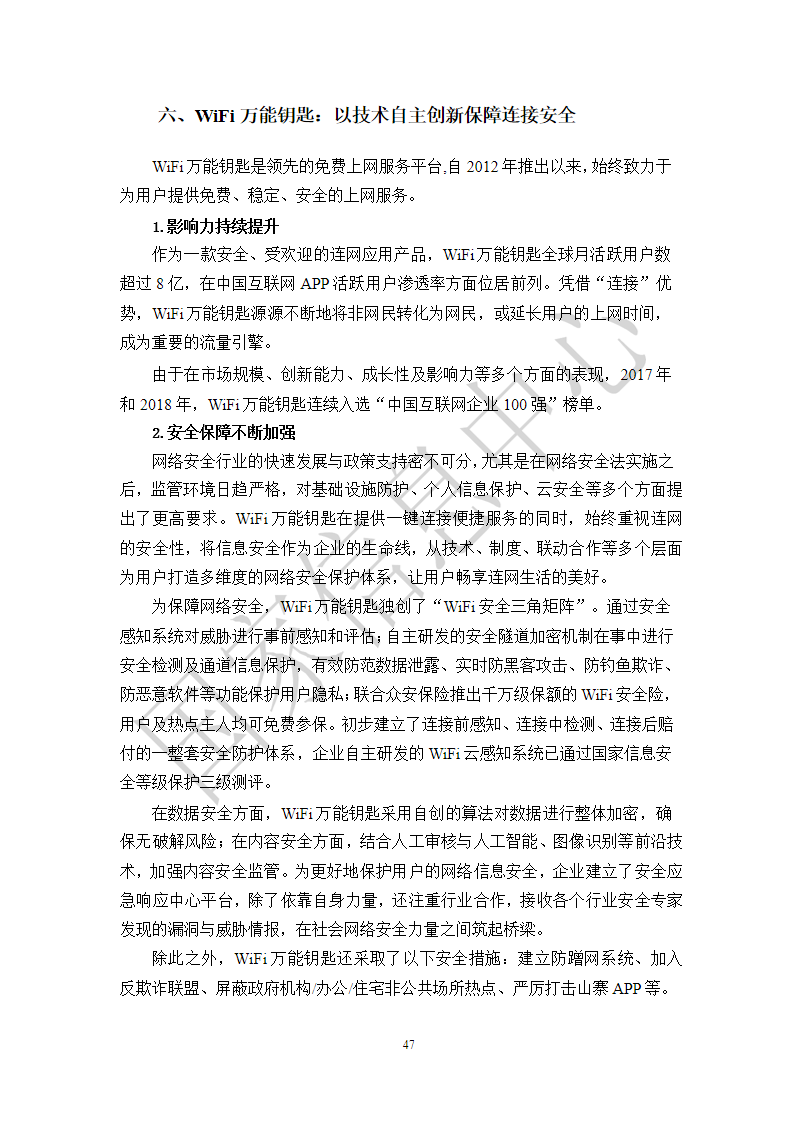 六、WiFi 万能钥匙：以技术自主创新保障连接安全
WiFi 万能钥匙是领先的免费上网服务平台,自 2012 年推出以来，始终致力于
为用户提供免费、稳定、安全的上网服务。
1. 影响力持续提升
作为一款安全、受欢迎的连网应用产品，WiFi 万能钥匙全球月活跃用户数
超过 8 亿，在中国互联网 APP 活跃用户渗透率方面位居前列。凭借“连接”优
势，WiFi 万能钥匙源源不断地将非网民转化为网民，或延长用户的上网时间，
成为重要的流量引擎。
由于在市场规模、创新能力、成长性及影响力等多个方面的表现，2017 年
和 2018 年，WiFi 万能钥匙连续入选“中国互联网企业 100 强”榜单。
2. 安全保障不断加强
网络安全行业的快速发展与政策支持密不可分，尤其是在网络安全法实施之
后，监管环境日趋严格，对基础设施防护、个人信息保护、云安全等多个方面提
出了更高要求。WiFi 万能钥匙在提供一键连接便捷服务的同时，始终重视连网
的安全性，将信息安全作为企业的生命线，从技术、制度、联动合作等多个层面
为用户打造多维度的网络安全保护体系，让用户畅享连网生活的美好。
为保障网络安全，WiFi 万能钥匙独创了“WiFi 安全三角矩阵”。通过安全
感知系统对威胁进行事前感知和评估；自主研发的安全隧道加密机制在事中进行
安全检测及通道信息保护，有效防范数据泄露、实时防黑客攻击、防钓鱼欺诈、
防恶意软件等功能保护用户隐私；联合众安保险推出千万级保额的 WiFi 安全险，
用户及热点主人均可免费参保。初步建立了连接前感知、连接中检测、连接后赔
付的一整套安全防护体系，企业自主研发的 WiFi 云感知系统已通过国家信息安
全等级保护三级测评。
在数据安全方面，WiFi 万能钥匙采用自创的算法对数据进行整体加密，确
保无破解风险；在内容安全方面，结合人工审核与人工智能、图像识别等前沿技
术，加强内容安全监管。为更好地保护用户的网络信息安全，企业建立了安全应
急响应中心平台，除了依靠自身力量，还注重行业合作，接收各个行业安全专家
发现的漏洞与威胁情报，在社会网络安全力量之间筑起桥梁。
除此之外，WiFi 万能钥匙还采取了以下安全措施：建立防蹭网系统、加入
反欺诈联盟、屏蔽政府机构/办公/住宅非公共场所热点、严厉打击山寨 APP 等。
47
国家信息中心